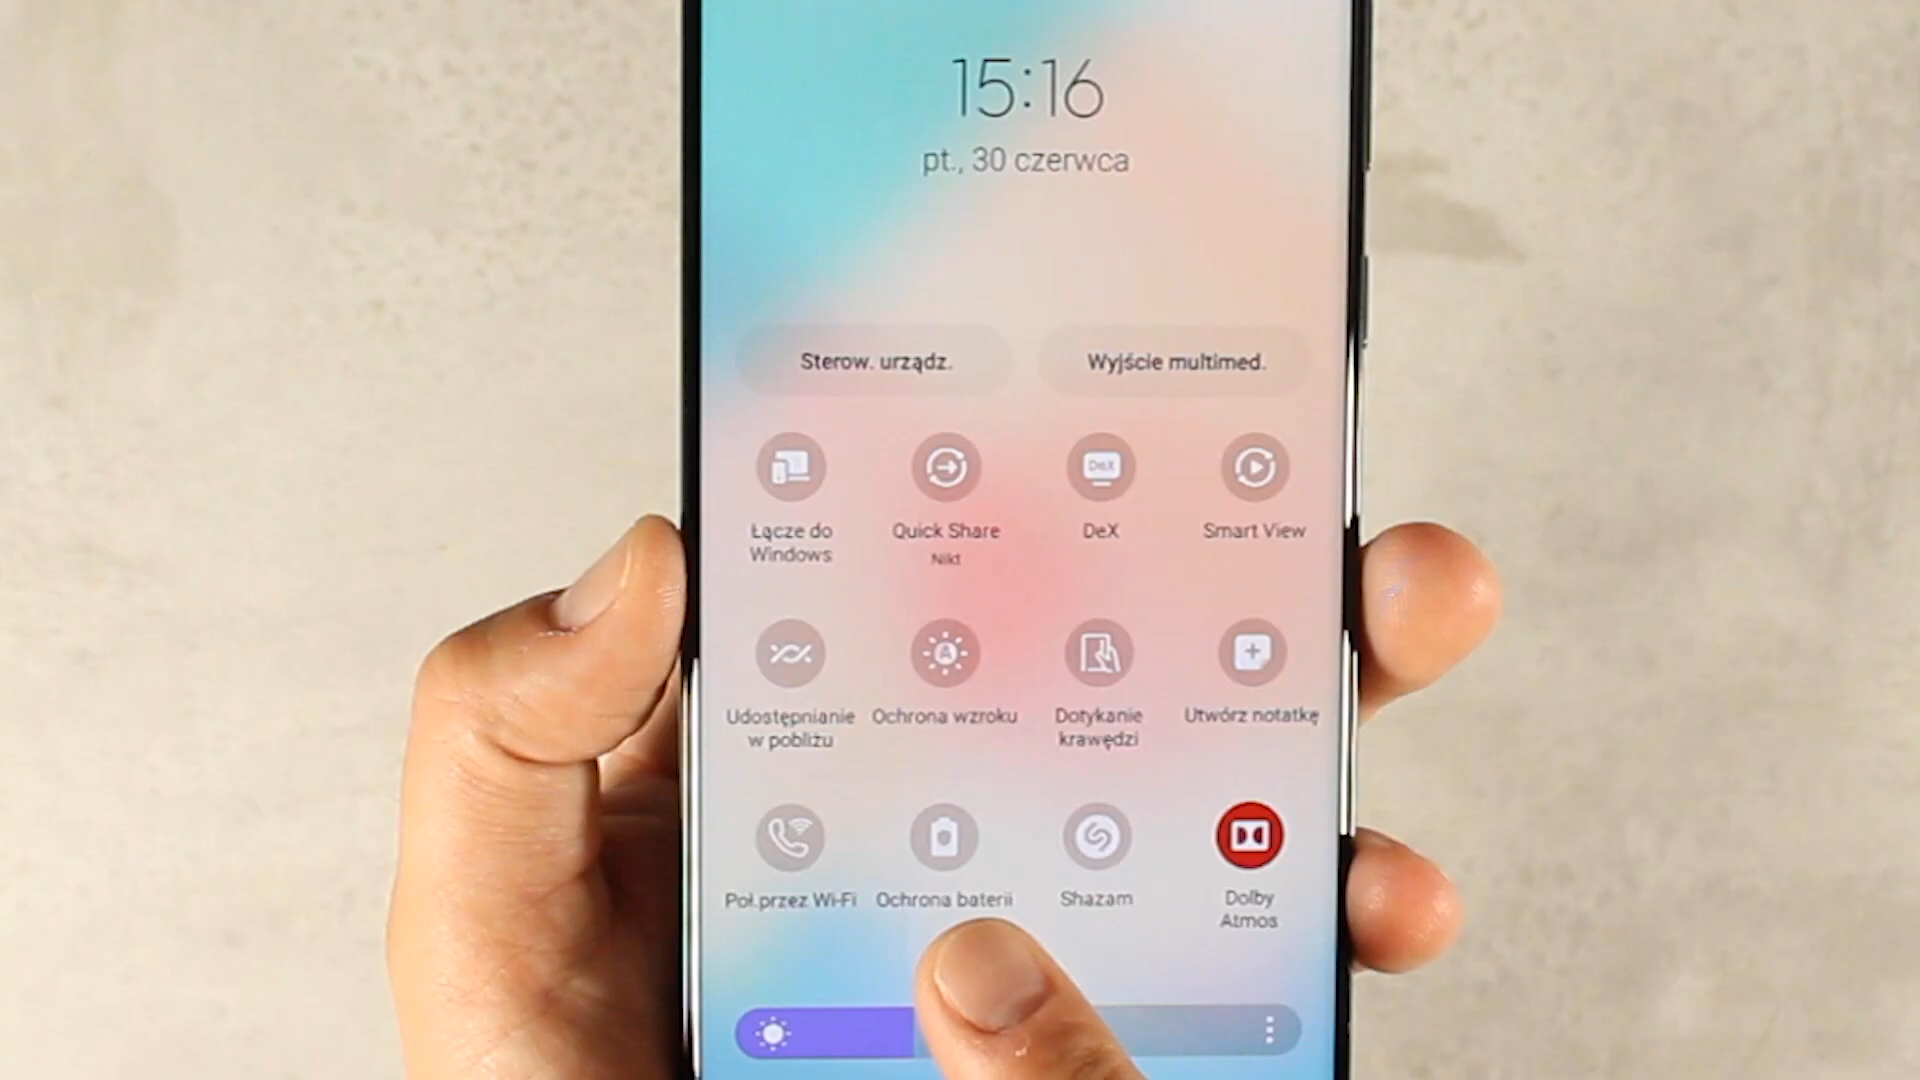 15:16
pt., 30 czerwca
Sterow. urządz.
Wyjście multimed.
DeX
Łącze do
Windows
Quick Share
Nikt
DeX
Smart View
A
Udostępnianie
w pobliżu
Ochrona wzroku
Dotykanie
krawędzi
Utwórz notatkę
Poł.przez Wi-Fi
Ochrona baterii
Shazam
Dolby
Atmos